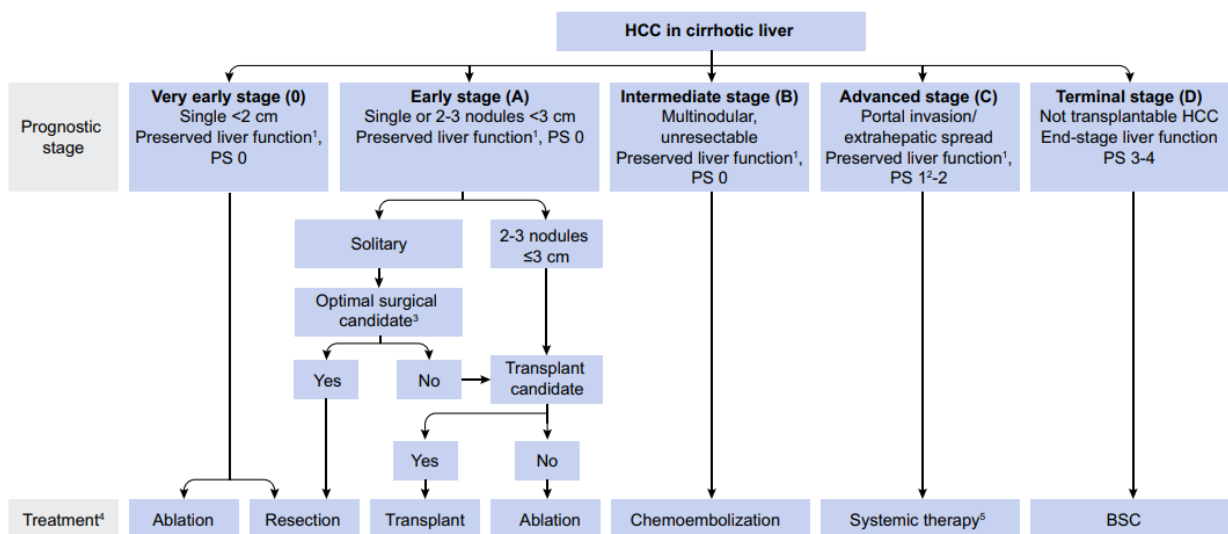 HCC in cirrhotic liver
Prognostic
stage
Very early stage (0)
Single <2 cm
Preserved liver function¹,
PS 0
Early stage (A)
Single or 2-3 nodules <3 cm
Preserved liver function¹, PS 0
Intermediate stage (B)
Multinodular,
unresectable
Preserved liver function¹,
PS 0
Advanced stage (C)
Portal invasion/
extrahepatic spread
Preserved liver function¹,
PS 1²-2
Terminal stage (D)
Not transplantable HCC
End-stage liver function
PS 3-4
Solitary
2-3 nodules
≤3 cm
Optimal surgical
candidate³
Yes
No
Transplant
candidate
Yes
No
Treatment⁴
Ablation
Resection
Transplant
Ablation
Chemoembolization
Systemic therapy⁵
BSC